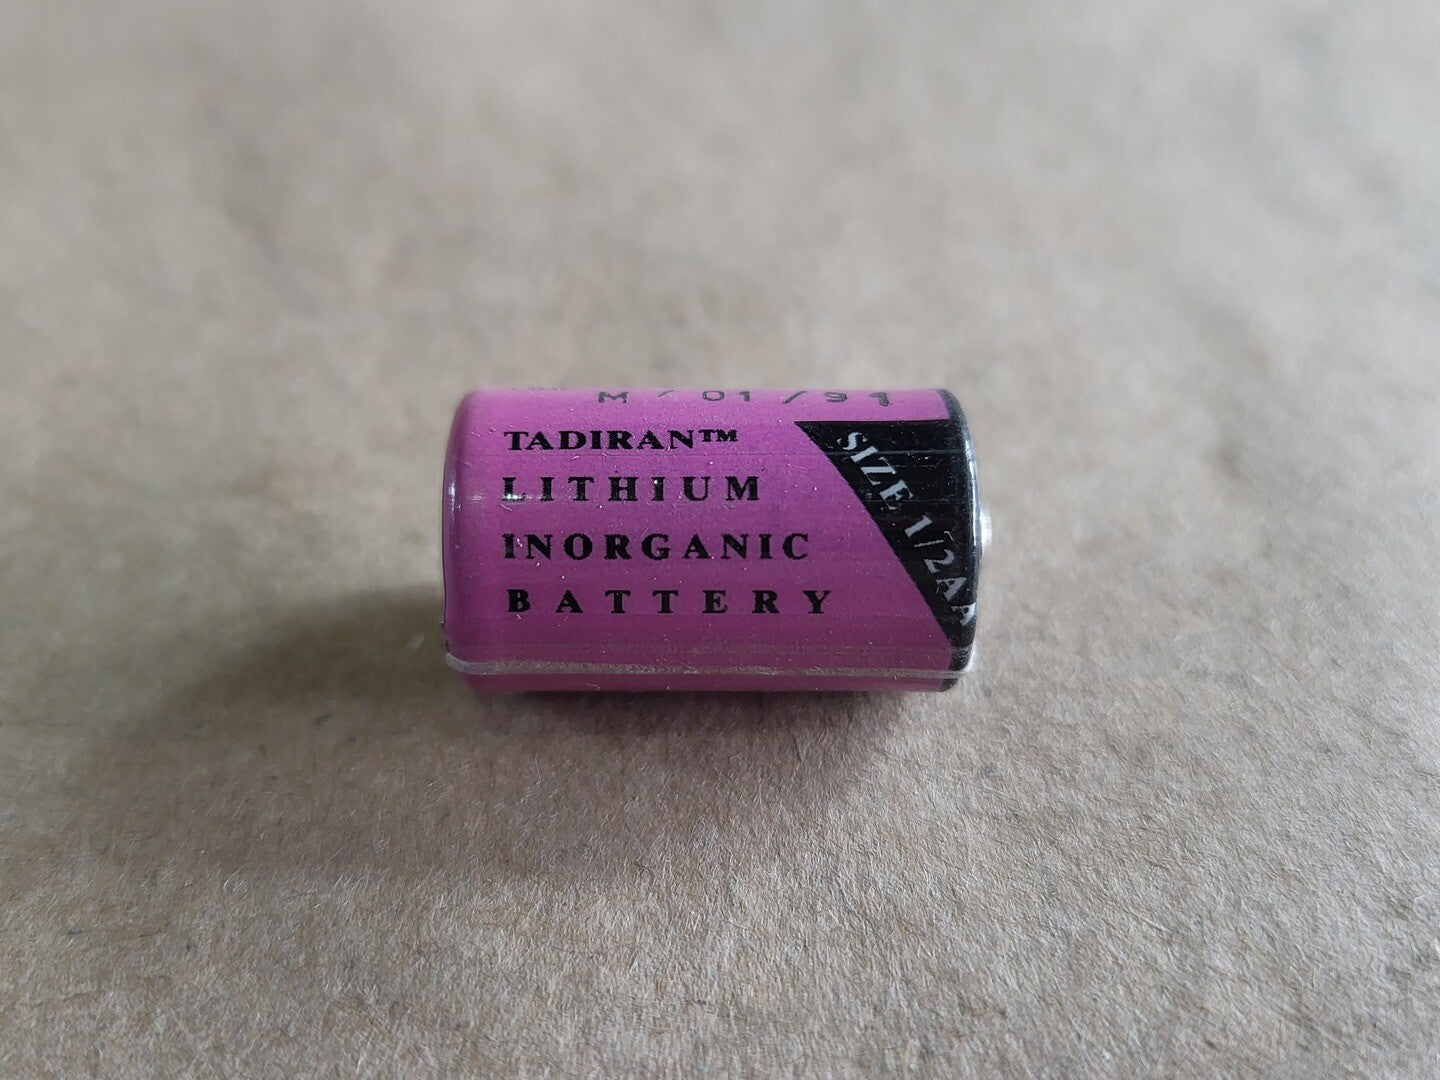 M / 01 / 91
TADIRAN™
LITHIUM
INORGANIC
BATTERY
SIZE 1/2AA